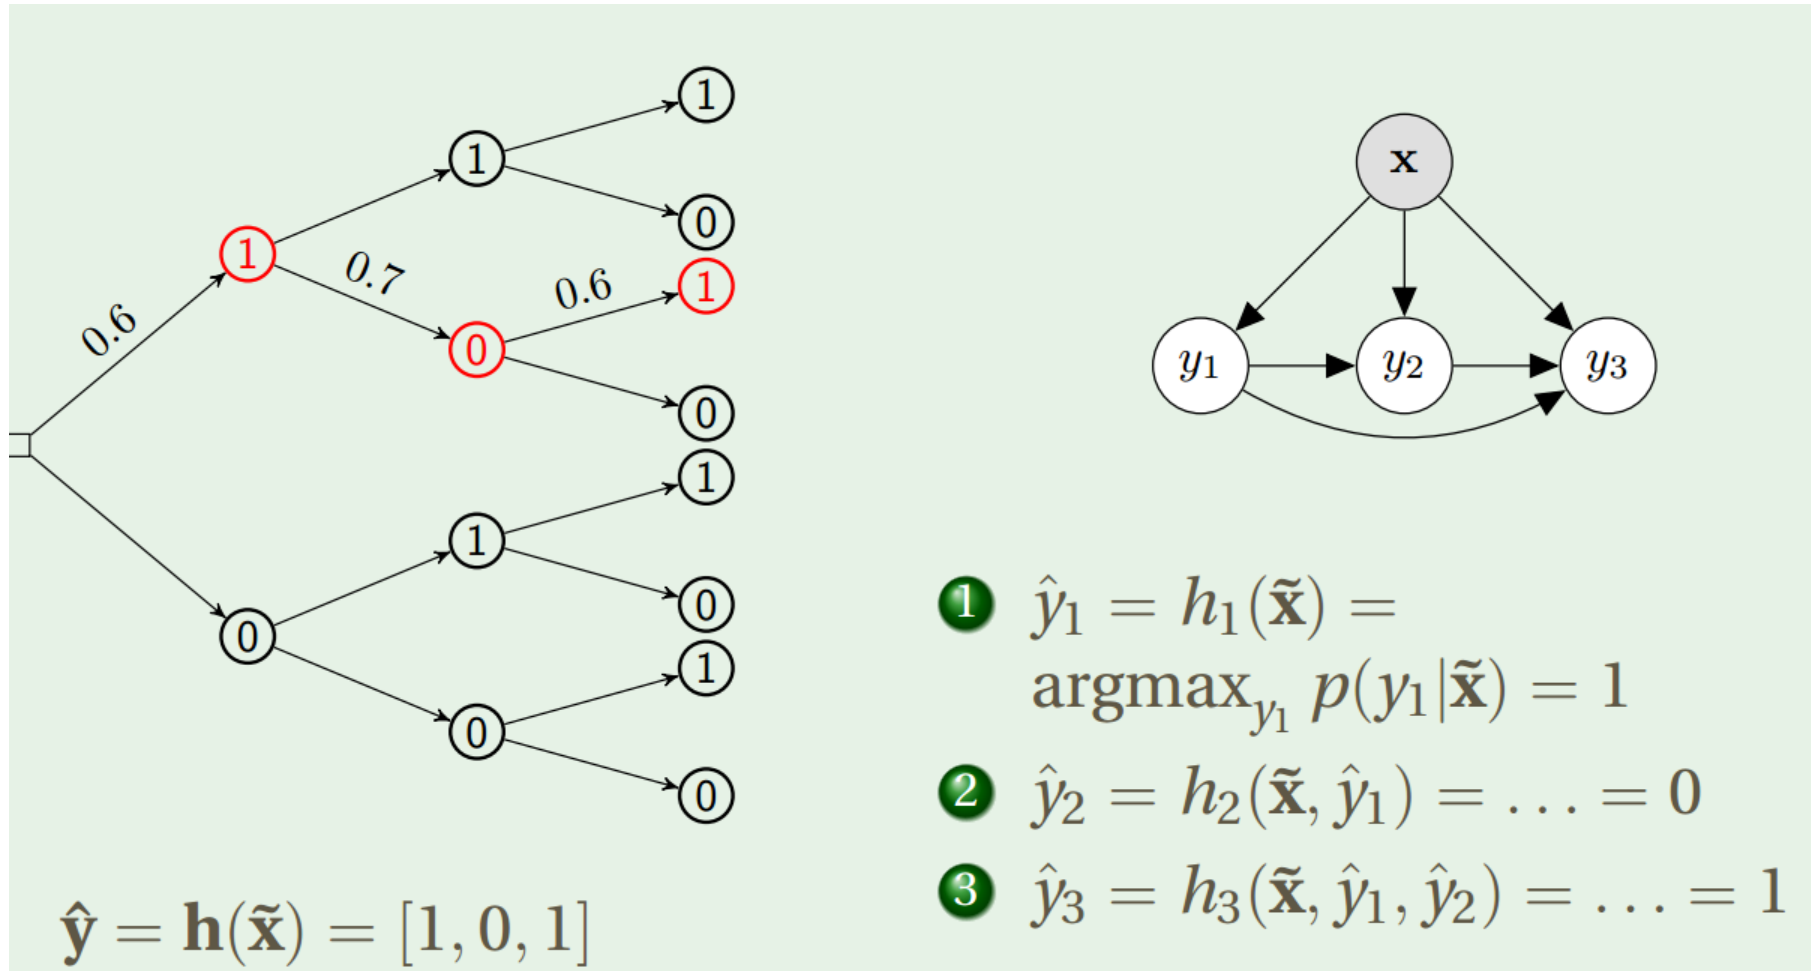 1
1
0
1
0.7
0.6
1
0.6
0
0
1
1
0
0
1
0
0
x
y₁ y₂ y₃
1 ŷ₁ = h₁(x̃) =
argmax_{y₁} p(y₁|x̃) = 1
2 ŷ₂ = h₂(x̃, ŷ₁) = . . . = 0
3 ŷ₃ = h₃(x̃, ŷ₁, ŷ₂) = . . . = 1
ŷ = h(x̃) = [1, 0, 1]